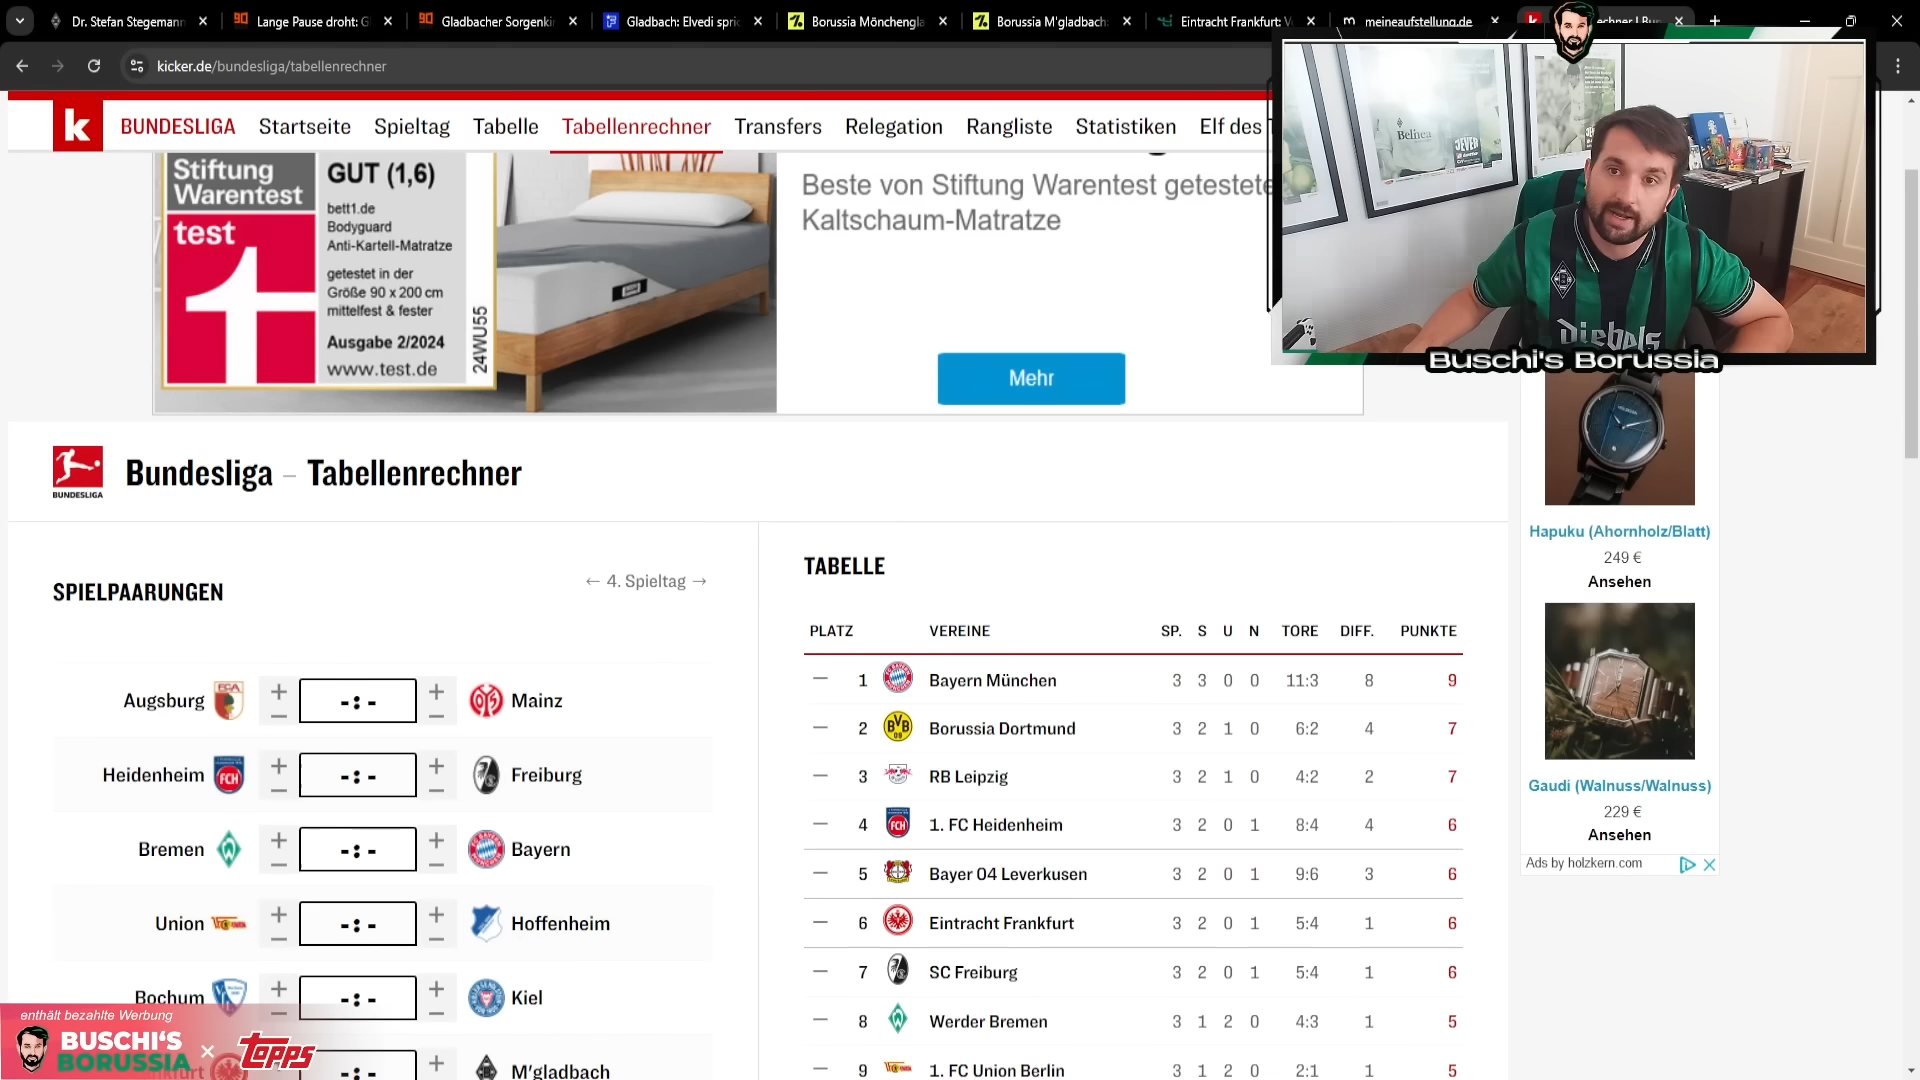 Dr. Stefan Stegemann
Lange Pause droht:
Gladbacher Sorgenki
Gladbach: Elvedi spric
Borussia Mönchengla
Borussia M'gladbach:
Eintracht Frankfurt:
meineaufstellung.de
kicker.de/bundesliga/tabellenrechner
k
BUNDESLIGA Startseite Spieltag Tabelle Tabellenrechner Transfers Relegation Rangliste Statistiken Elf des
Stiftung
Warentest
test
1
GUT (1,6)
bett1.de
Bodyguard
Anti-Kartell-Matratze
getestet in der
Größe 90 x 200 cm
mittelfest & fester
Ausgabe 2/2024
www.test.de
24WU55
Beste von Stiftung Warentest getestete
Kaltschaum-Matratze
Mehr
Belinea
JEVER
diebels
Buschi's Borussia
BUNDESLIGA
Bundesliga – Tabellenrechner
SPIELPAARUNGEN
← 4. Spieltag →
Augsburg + − -:- + − Mainz
Heidenheim + − -:- + − Freiburg
Bremen + − -:- + − Bayern
Union + − -:- + − Hoffenheim
Bochum + − -:- + − Kiel
-:- + M'gladbach
TABELLE
PLATZ VEREINE SP. S U N TORE DIFF. PUNKTE
— 1 Bayern München 3 3 0 0 11:3 8 9
— 2 Borussia Dortmund 3 2 1 0 6:2 4 7
— 3 RB Leipzig 3 2 1 0 4:2 2 7
— 4 1. FC Heidenheim 3 2 0 1 8:4 4 6
— 5 Bayer 04 Leverkusen 3 2 0 1 9:6 3 6
— 6 Eintracht Frankfurt 3 2 0 1 5:4 1 6
— 7 SC Freiburg 3 2 0 1 5:4 1 6
— 8 Werder Bremen 3 1 2 0 4:3 1 5
— 9 1. FC Union Berlin 3 1 2 0 2:1 1 5
Hapuku (Ahornholz/Blatt)
249 €
Ansehen
Gaudi (Walnuss/Walnuss)
229 €
Ansehen
Ads by holzkern.com
enthält bezahlte Werbung
BUSCHI'S
BORUSSIA
×
topps